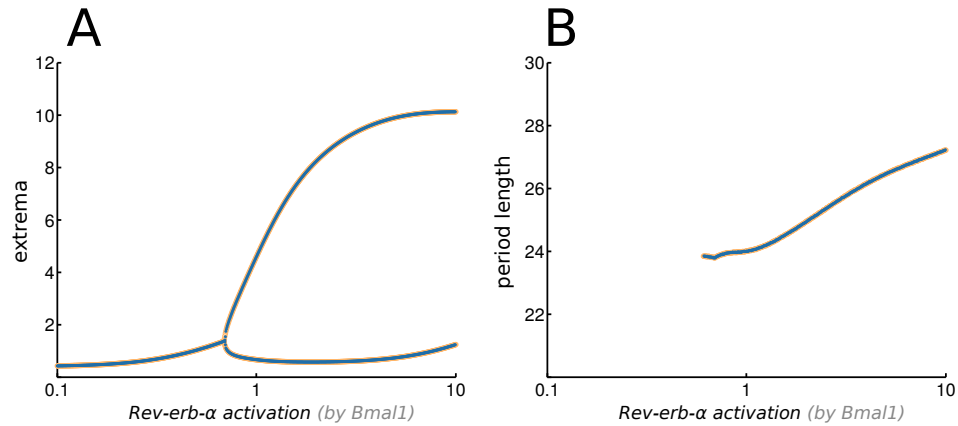 A
12
10
8
6
4
2
extrema
0.1
1
10
Rev-erb-α activation (by Bmal1)
B
30
28
26
24
22
period length
0.1
1
10
Rev-erb-α activation (by Bmal1)